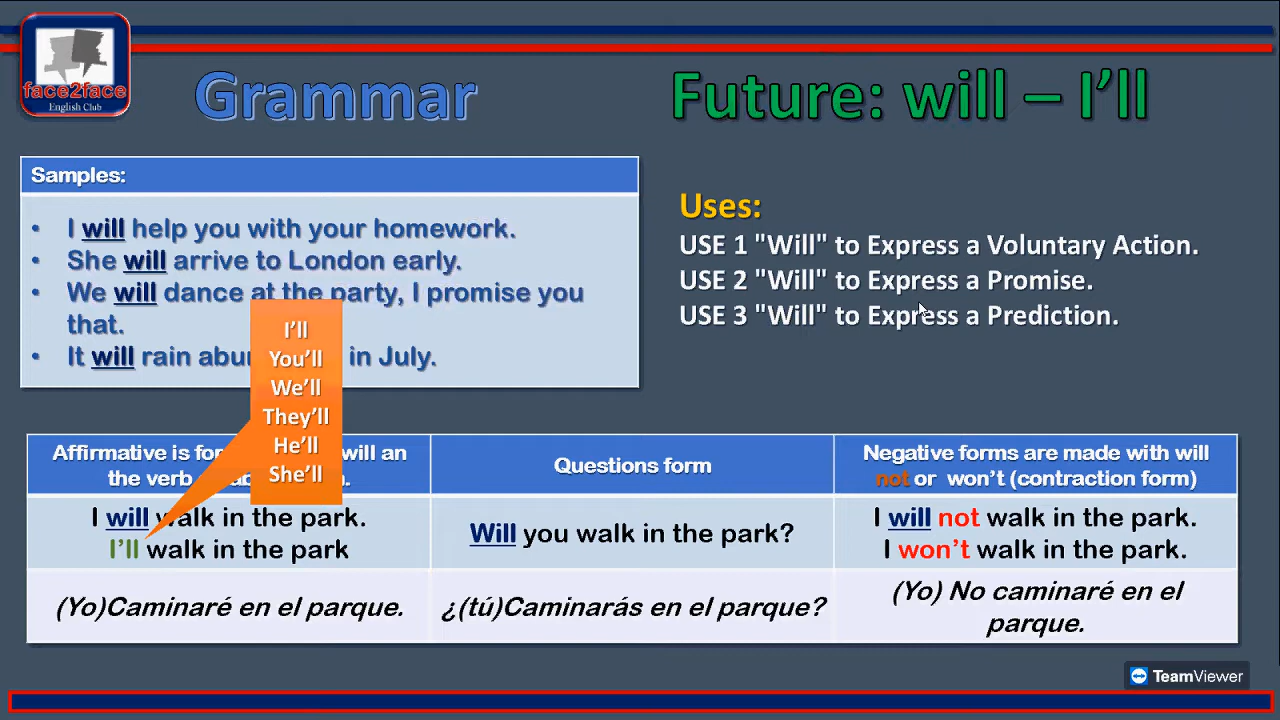 face2face
English Club
Grammar
Future: will – I'll
Samples:
• I will help you with your homework.
• She will arrive to London early.
• We will dance at the party, I promise you
that.
• It will rain in July.
Uses:
USE 1 "Will" to Express a Voluntary Action.
USE 2 "Will" to Express a Promise.
USE 3 "Will" to Express a Prediction.
I'll
You'll
We'll
They'll
He'll
She'll
Affirmative is will an
the verb
I will walk in the park.
I'll walk in the park
(Yo)Caminaré en el parque.
Questions form
Will you walk in the park?
¿(tú)Caminarás en el parque?
Negative forms are made with will
not or won't (contraction form)
I will not walk in the park.
I won't walk in the park.
(Yo) No caminaré en el
parque.
TeamViewer